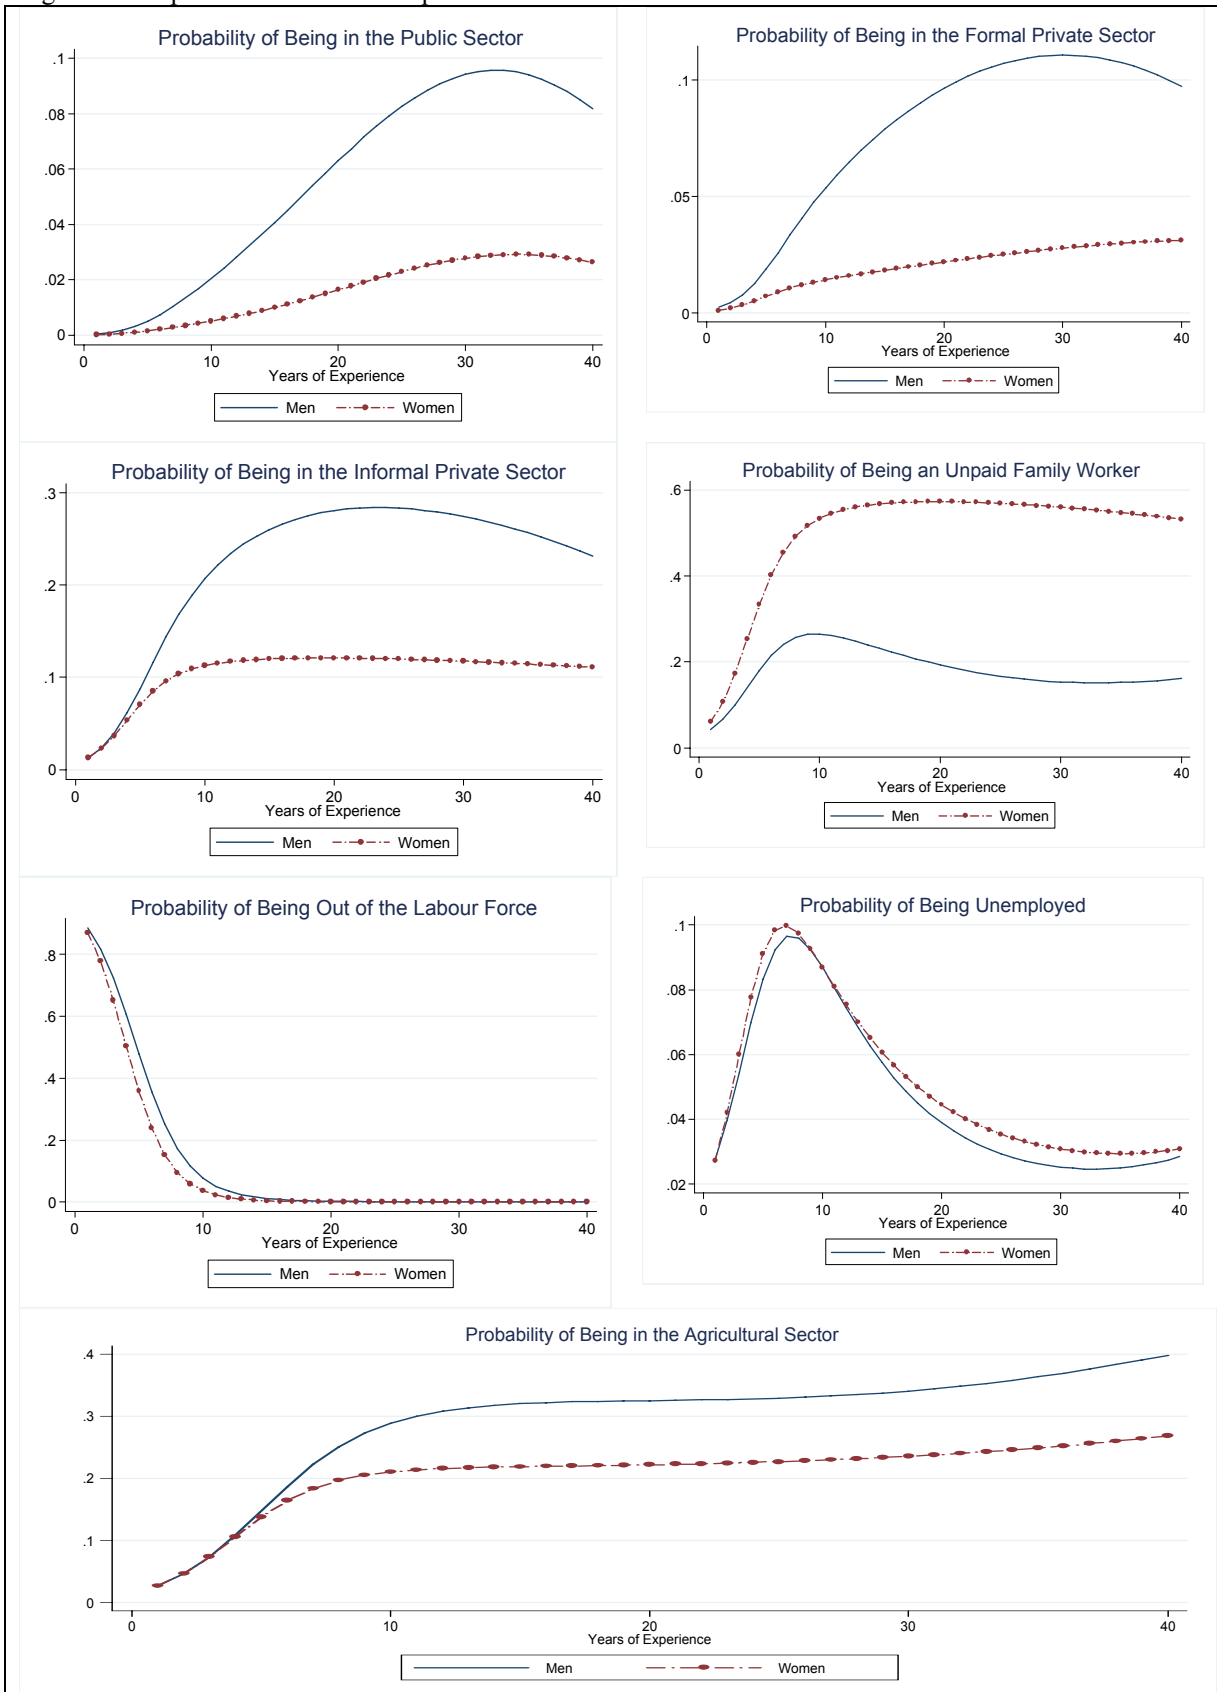 Probability of Being in the Public Sector
.1
.08
.06
.04
.02
0
0 10 20 30 40
Years of Experience
Men Women
Probability of Being in the Formal Private Sector
.1
.05
0
0 10 20 30 40
Years of Experience
Men Women
Probability of Being in the Informal Private Sector
.3
.2
.1
0
0 10 20 30 40
Years of Experience
Men Women
Probability of Being an Unpaid Family Worker
.6
.4
.2
0
0 10 20 30 40
Years of Experience
Men Women
Probability of Being Out of the Labour Force
.8
.6
.4
.2
0
0 10 20 30 40
Years of Experience
Men Women
Probability of Being Unemployed
.1
.08
.06
.04
.02
0 10 20 30 40
Years of Experience
Men Women
Probability of Being in the Agricultural Sector
.4
.3
.2
.1
0
0 10 20 30 40
Years of Experience
Men Women